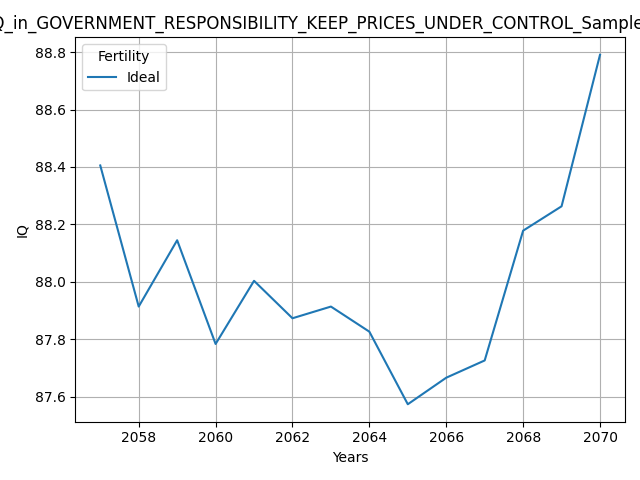 Q_in_GOVERNMENT_RESPONSIBILITY_KEEP_PRICES_UNDER_CONTROL_Sample
Fertility
Ideal
88.8
88.6
88.4
88.2
88.0
87.8
87.6
IQ
2058 2060 2062 2064 2066 2068 2070
Years